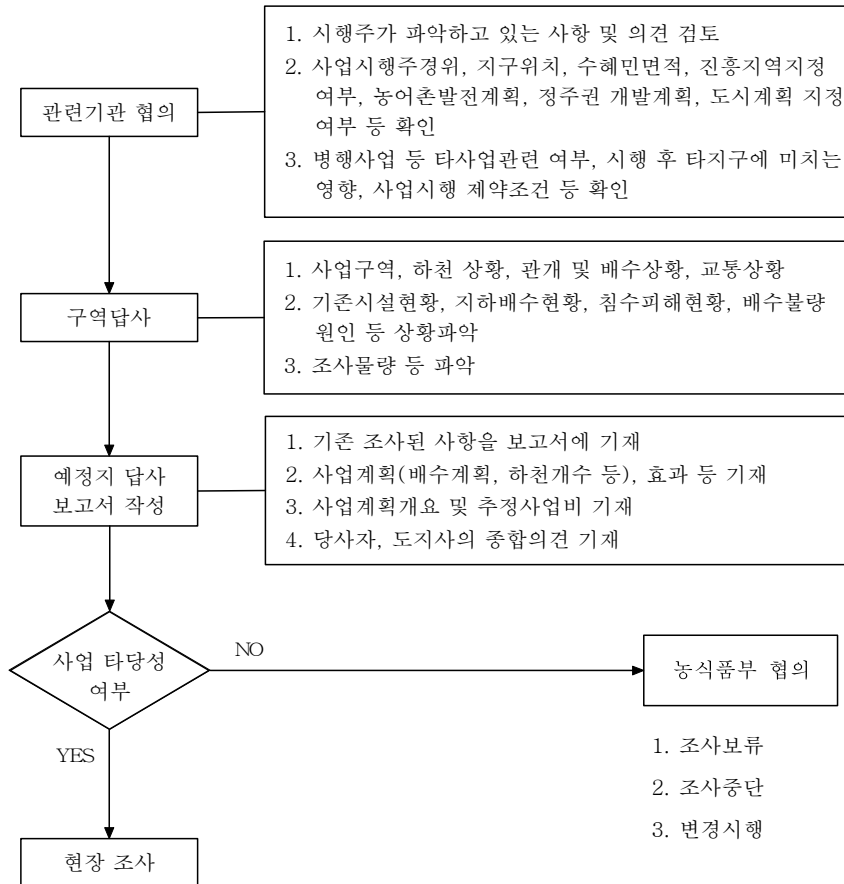 관련기관 협의
1. 시행주가 파악하고 있는 사항 및 의견 검토
2. 사업시행주경위, 지구위치, 수혜민면적, 진흥지역지정
여부, 농어촌발전계획, 정주권 개발계획, 도시계획 지정
여부 등 확인
3. 병행사업 등 타사업관련 여부, 시행 후 타지구에 미치는
영향, 사업시행 제약조건 등 확인
구역답사
1. 사업구역, 하천 상황, 관개 및 배수상황, 교통상황
2. 기존시설현황, 지하배수현황, 침수피해현황, 배수불량
원인 등 상황파악
3. 조사물량 등 파악
예정지 답사
보고서 작성
1. 기존 조사된 사항을 보고서에 기재
2. 사업계획(배수계획, 하천개수 등), 효과 등 기재
3. 사업계획개요 및 추정사업비 기재
4. 당사자, 도지사의 종합의견 기재
사업 타당성
여부
NO
농식품부 협의
1. 조사보류
2. 조사중단
3. 변경시행
YES
현장 조사